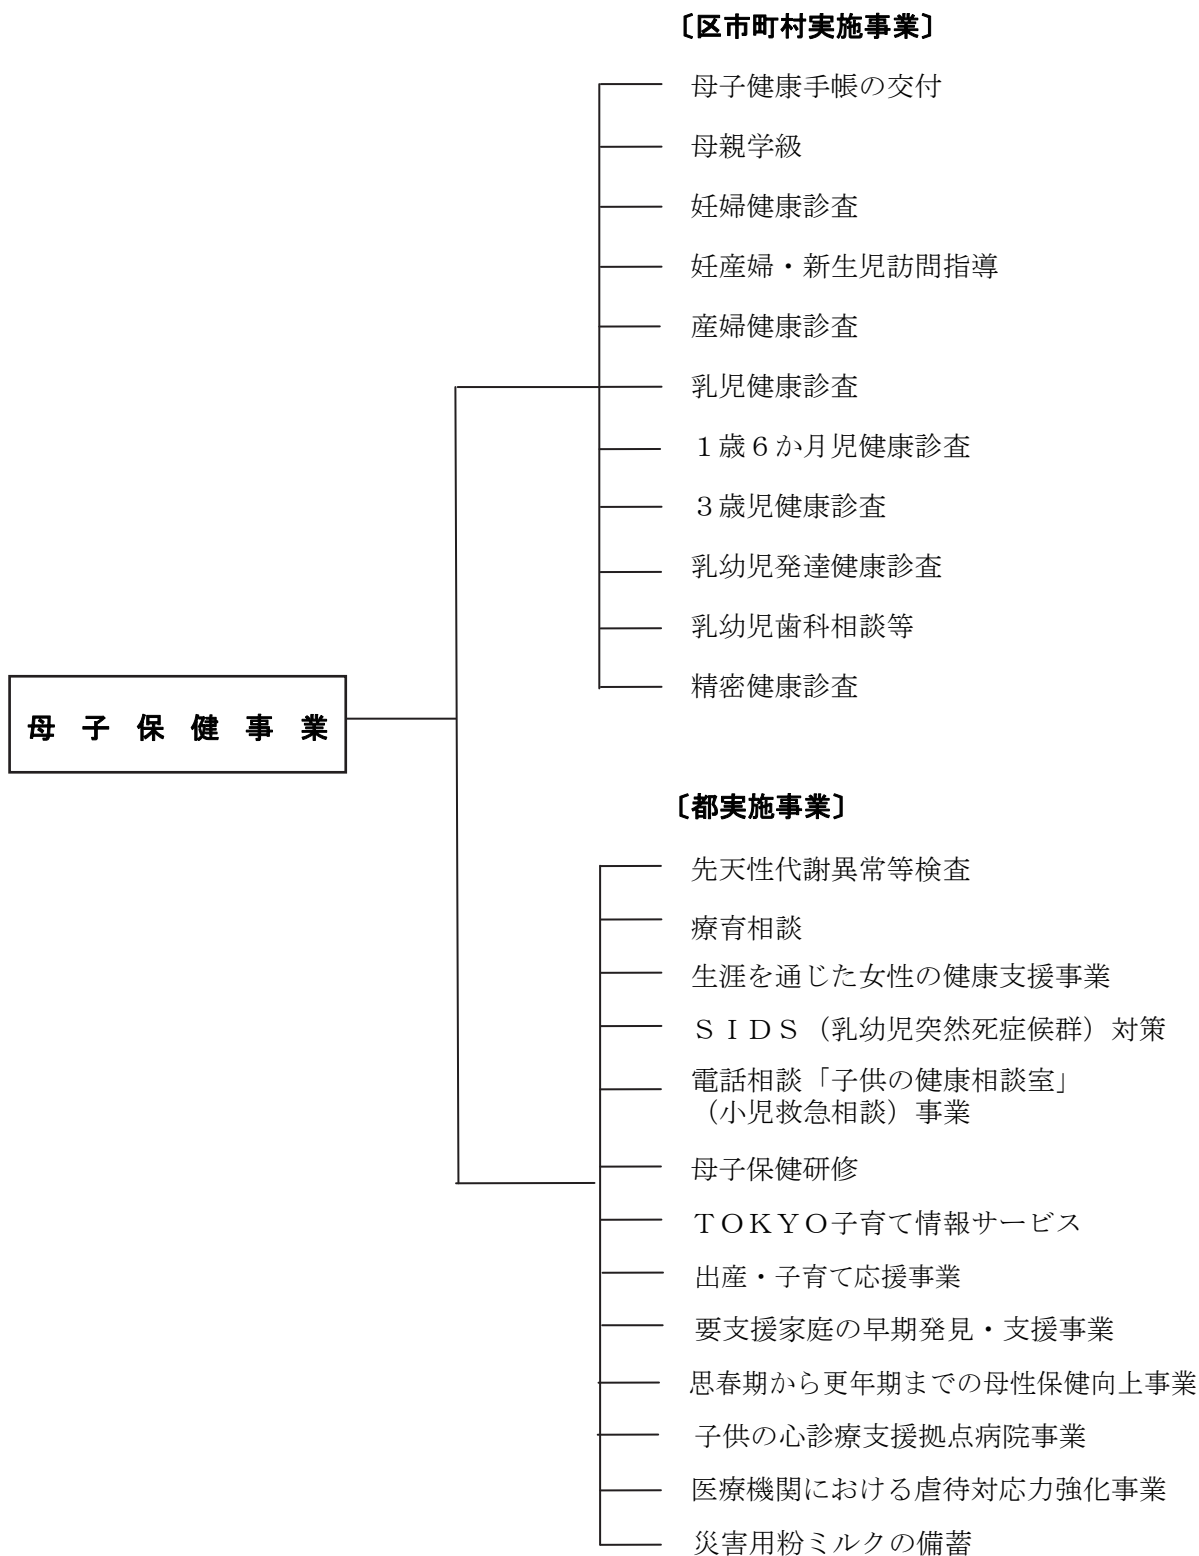 〔区市町村実施事業〕
母子健康手帳の交付
母親学級
妊婦健康診査
妊産婦・新生児訪問指導
産婦健康診査
乳児健康診査
１歳６か月児健康診査
３歳児健康診査
乳幼児発達健康診査
乳幼児歯科相談等
精密健康診査
母 子 保 健 事 業
〔都実施事業〕
先天性代謝異常等検査
療育相談
生涯を通じた女性の健康支援事業
ＳＩＤＳ（乳幼児突然死症候群）対策
電話相談「子供の健康相談室」
（小児救急相談）事業
母子保健研修
ＴＯＫＹＯ子育て情報サービス
出産・子育て応援事業
要支援家庭の早期発見・支援事業
思春期から更年期までの母性保健向上事業
子供の心診療支援拠点病院事業
医療機関における虐待対応力強化事業
災害用粉ミルクの備蓄